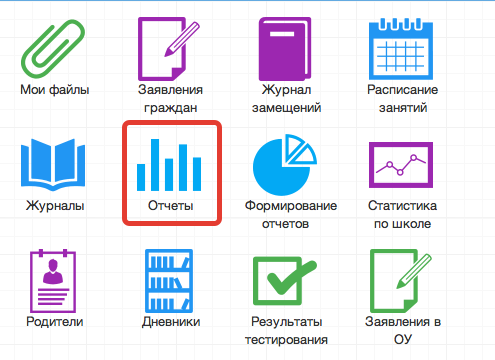 Мои файлы
Заявления
граждан
Журнал
замещений
Расписание
занятий
Журналы
Отчеты
Формирование
отчетов
Статистика
по школе
Родители
Дневники
Результаты
тестирования
Заявления в
ОУ